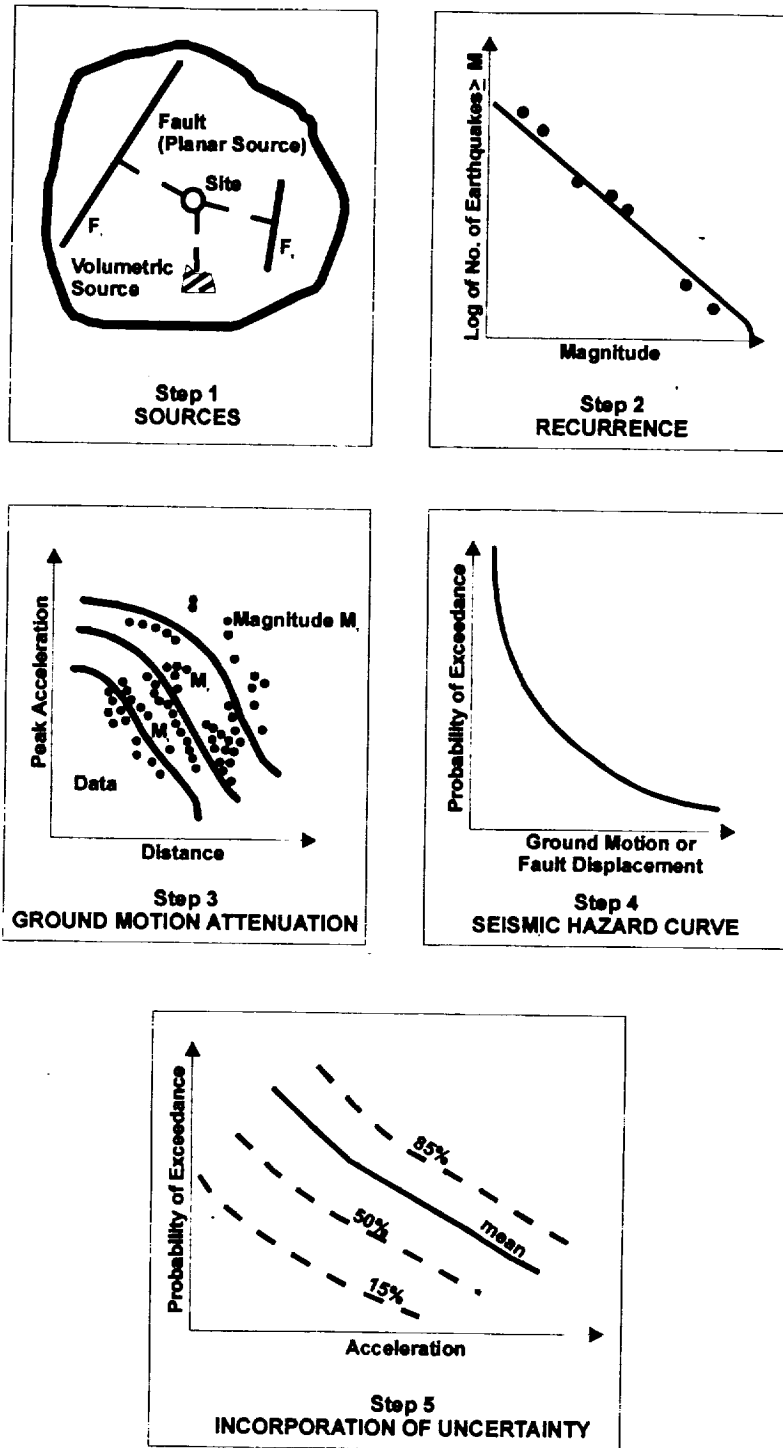 Fault
(Planar Source)
Site
F,
F,
Volumetric
Source
Step 1
SOURCES
Log of No. of Earthquakes ≥ M
Magnitude
Step 2
RECURRENCE
Peak Acceleration
Magnitude M,
M,
M,
Data
Distance
Step 3
GROUND MOTION ATTENUATION
Probability of Exceedance
Ground Motion or
Fault Displacement
Step 4
SEISMIC HAZARD CURVE
Probability of Exceedance
85%
mean
50%
15%
Acceleration
Step 5
INCORPORATION OF UNCERTAINTY